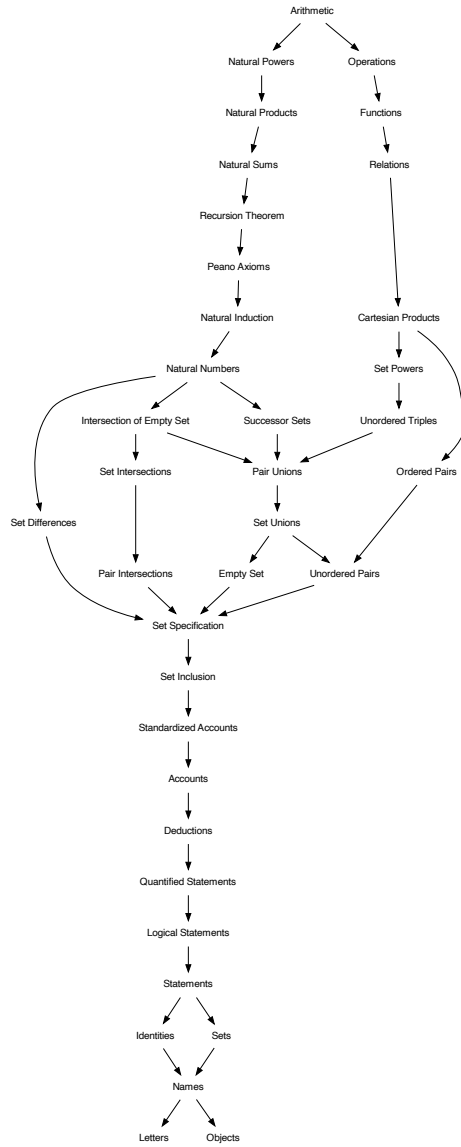 Arithmetic
Natural Powers
Operations
Natural Products
Functions
Natural Sums
Relations
Recursion Theorem
Peano Axioms
Natural Induction
Cartesian Products
Natural Numbers
Set Powers
Intersection of Empty Set
Successor Sets
Unordered Triples
Set Intersections
Pair Unions
Ordered Pairs
Set Differences
Set Unions
Pair Intersections
Empty Set
Unordered Pairs
Set Specification
Set Inclusion
Standardized Accounts
Accounts
Deductions
Quantified Statements
Logical Statements
Statements
Identities
Sets
Names
Letters
Objects